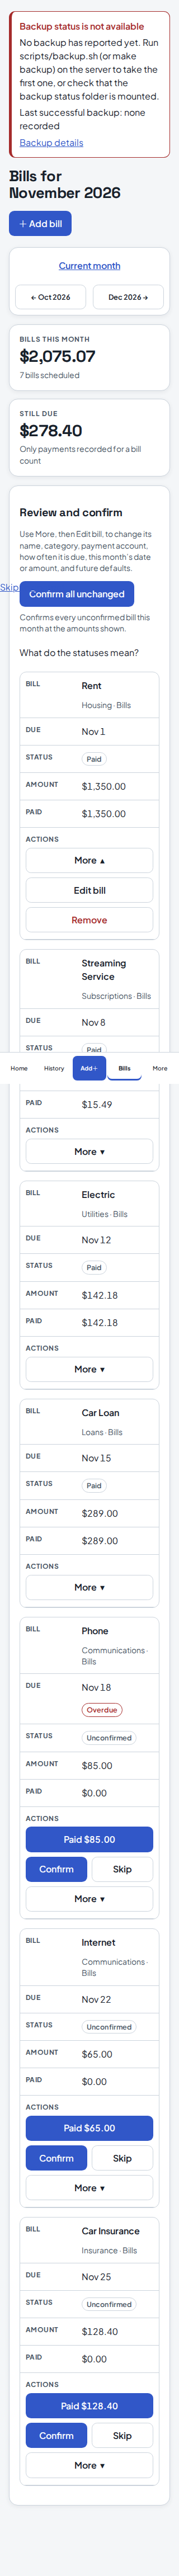 Backup status is not available
No backup has reported yet. Run
scripts/backup.sh (or make
backup) on the server to take the
first one, or check that the
backup status folder is mounted.
Last successful backup: none
recorded
Backup details
Bills for
November 2026
+ Add bill
Current month
← Oct 2026
Dec 2026 →
BILLS THIS MONTH
$2,075.07
7 bills scheduled
STILL DUE
$278.40
Only payments recorded for a bill
count
Review and confirm
Use More, then Edit bill, to change its
name, category, payment account,
how often it is due, this month's date
or amount, and future defaults.
Skip
Confirm all unchanged
Confirms every unconfirmed bill this
month at the amounts shown.
What do the statuses mean?
BILL
Rent
Housing · Bills
DUE
Nov 1
STATUS
Paid
AMOUNT
$1,350.00
PAID
$1,350.00
ACTIONS
More ▲
Edit bill
Remove
BILL
Streaming
Service
Subscriptions · Bills
DUE
Nov 8
STATUS
Paid
Home
History
Add+
Bills
More
PAID
$15.49
ACTIONS
More ▼
BILL
Electric
Utilities · Bills
DUE
Nov 12
STATUS
Paid
AMOUNT
$142.18
PAID
$142.18
ACTIONS
More ▼
BILL
Car Loan
Loans · Bills
DUE
Nov 15
STATUS
Paid
AMOUNT
$289.00
PAID
$289.00
ACTIONS
More ▼
BILL
Phone
Communications ·
Bills
DUE
Nov 18
Overdue
STATUS
Unconfirmed
AMOUNT
$85.00
PAID
$0.00
ACTIONS
Paid $85.00
Confirm
Skip
More ▼
BILL
Internet
Communications ·
Bills
DUE
Nov 22
STATUS
Unconfirmed
AMOUNT
$65.00
PAID
$0.00
ACTIONS
Paid $65.00
Confirm
Skip
More ▼
BILL
Car Insurance
Insurance · Bills
DUE
Nov 25
STATUS
Unconfirmed
AMOUNT
$128.40
PAID
$0.00
ACTIONS
Paid $128.40
Confirm
Skip
More ▼